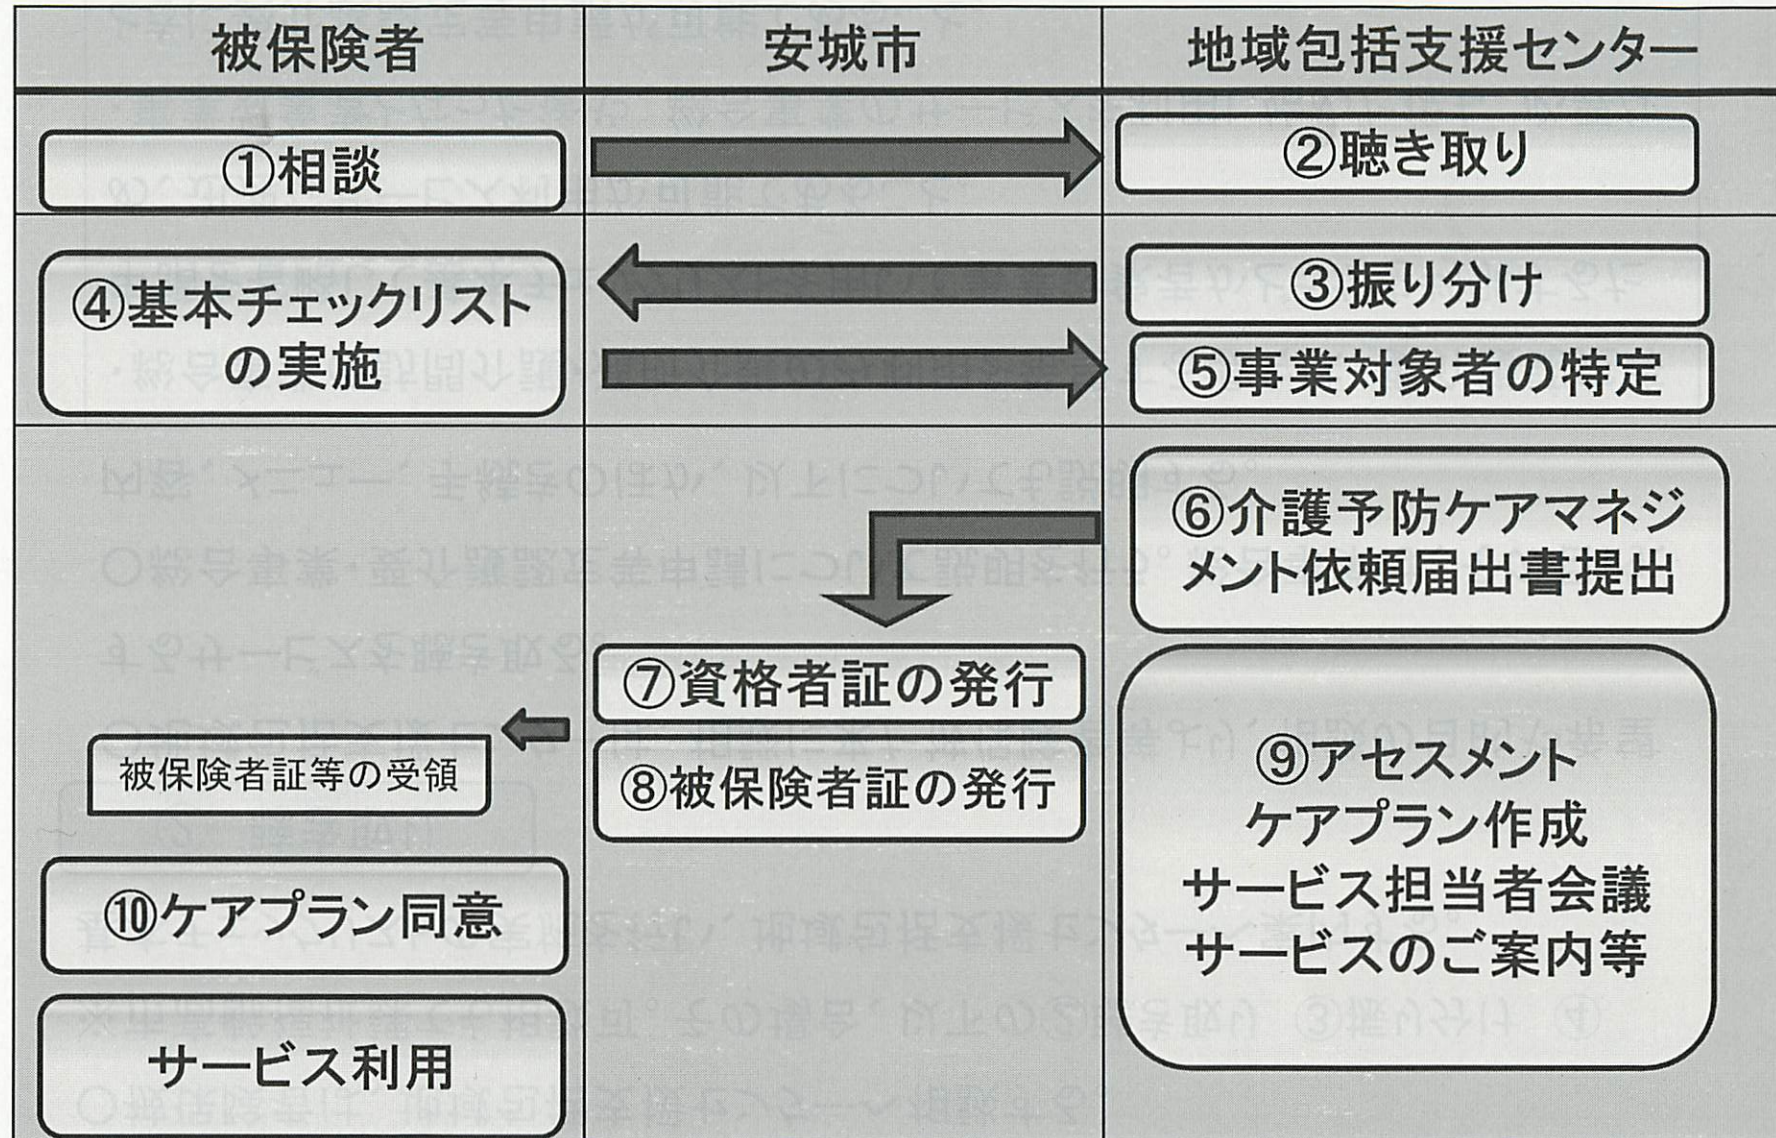 被保険者
安城市
地域包括支援センター
①相談
②聴き取り
③振り分け
④基本チェックリスト
の実施
⑤事業対象者の特定
⑥介護予防ケアマネジ
メント依頼届出書提出
⑦資格者証の発行
⑧被保険者証の発行
被保険者証等の受領
⑨アセスメント
ケアプラン作成
サービス担当者会議
サービスのご案内等
⑩ケアプラン同意
サービス利用